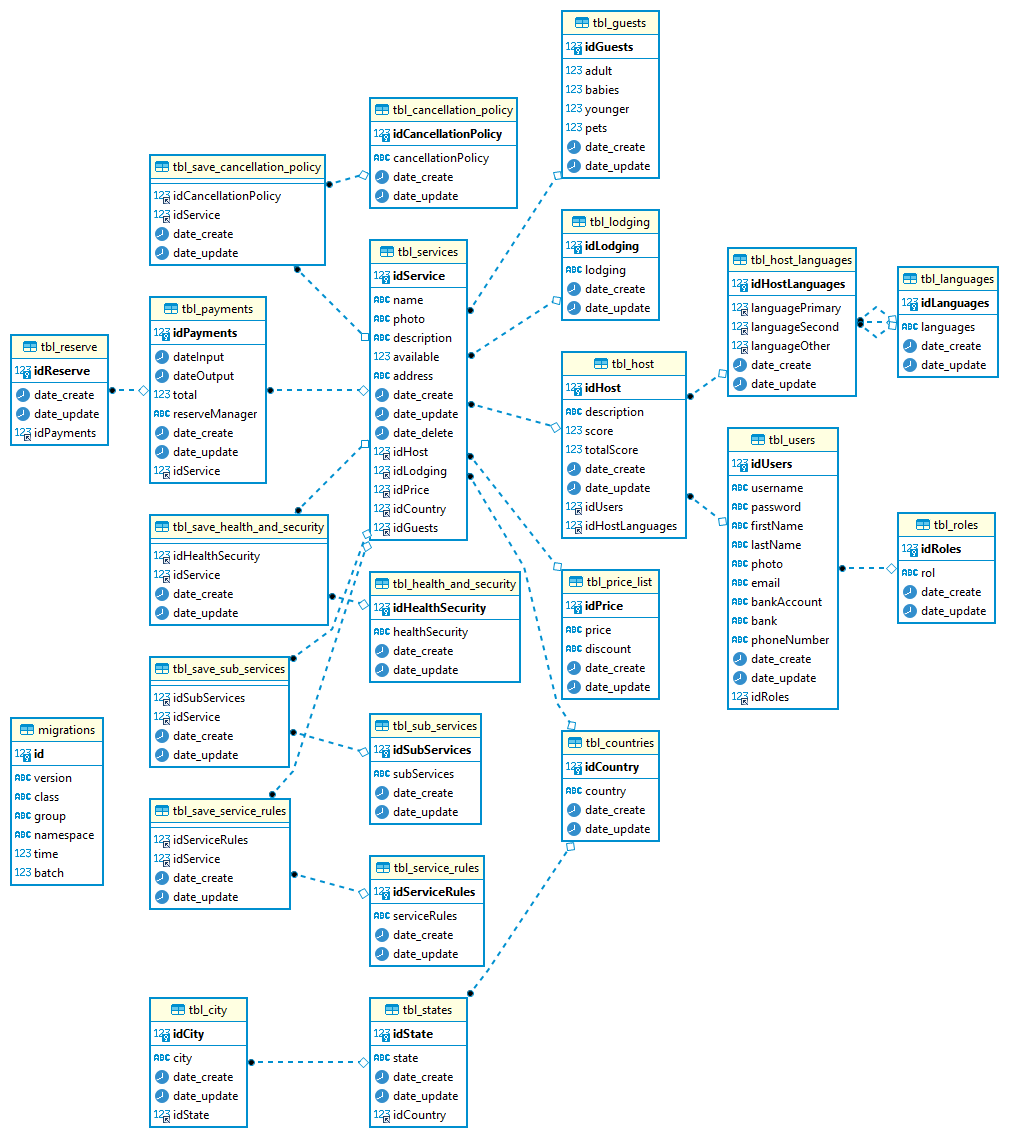 tbl_guests
idGuests
adult
babies
younger
pets
date_create
date_update
tbl_cancellation_policy
idCancellationPolicy
cancellationPolicy
date_create
date_update
tbl_save_cancellation_policy
idCancellationPolicy
idService
date_create
date_update
tbl_lodging
idLodging
lodging
date_create
date_update
tbl_services
idService
name
photo
description
available
address
date_create
date_update
date_delete
idHost
idLodging
idPrice
idCountry
idGuests
tbl_host_languages
idHostLanguages
languagePrimary
languageSecond
languageOther
date_create
date_update
tbl_languages
idLanguages
languages
date_create
date_update
tbl_payments
idPayments
dateInput
dateOutput
total
reserveManager
date_create
date_update
idService
tbl_reserve
idReserve
date_create
date_update
idPayments
tbl_host
idHost
description
score
totalScore
date_create
date_update
idUsers
idHostLanguages
tbl_users
idUsers
username
password
firstName
lastName
photo
email
bankAccount
bank
phoneNumber
date_create
date_update
idRoles
tbl_roles
idRoles
rol
date_create
date_update
tbl_save_health_and_security
idHealthSecurity
idService
date_create
date_update
tbl_health_and_security
idHealthSecurity
healthSecurity
date_create
date_update
tbl_price_list
idPrice
price
discount
date_create
date_update
tbl_save_sub_services
idSubServices
idService
date_create
date_update
tbl_sub_services
idSubServices
subServices
date_create
date_update
migrations
id
version
class
group
namespace
time
batch
tbl_countries
idCountry
country
date_create
date_update
tbl_save_service_rules
idServiceRules
idService
date_create
date_update
tbl_service_rules
idServiceRules
serviceRules
date_create
date_update
tbl_city
idCity
city
date_create
date_update
idState
tbl_states
idState
state
date_create
date_update
idCountry